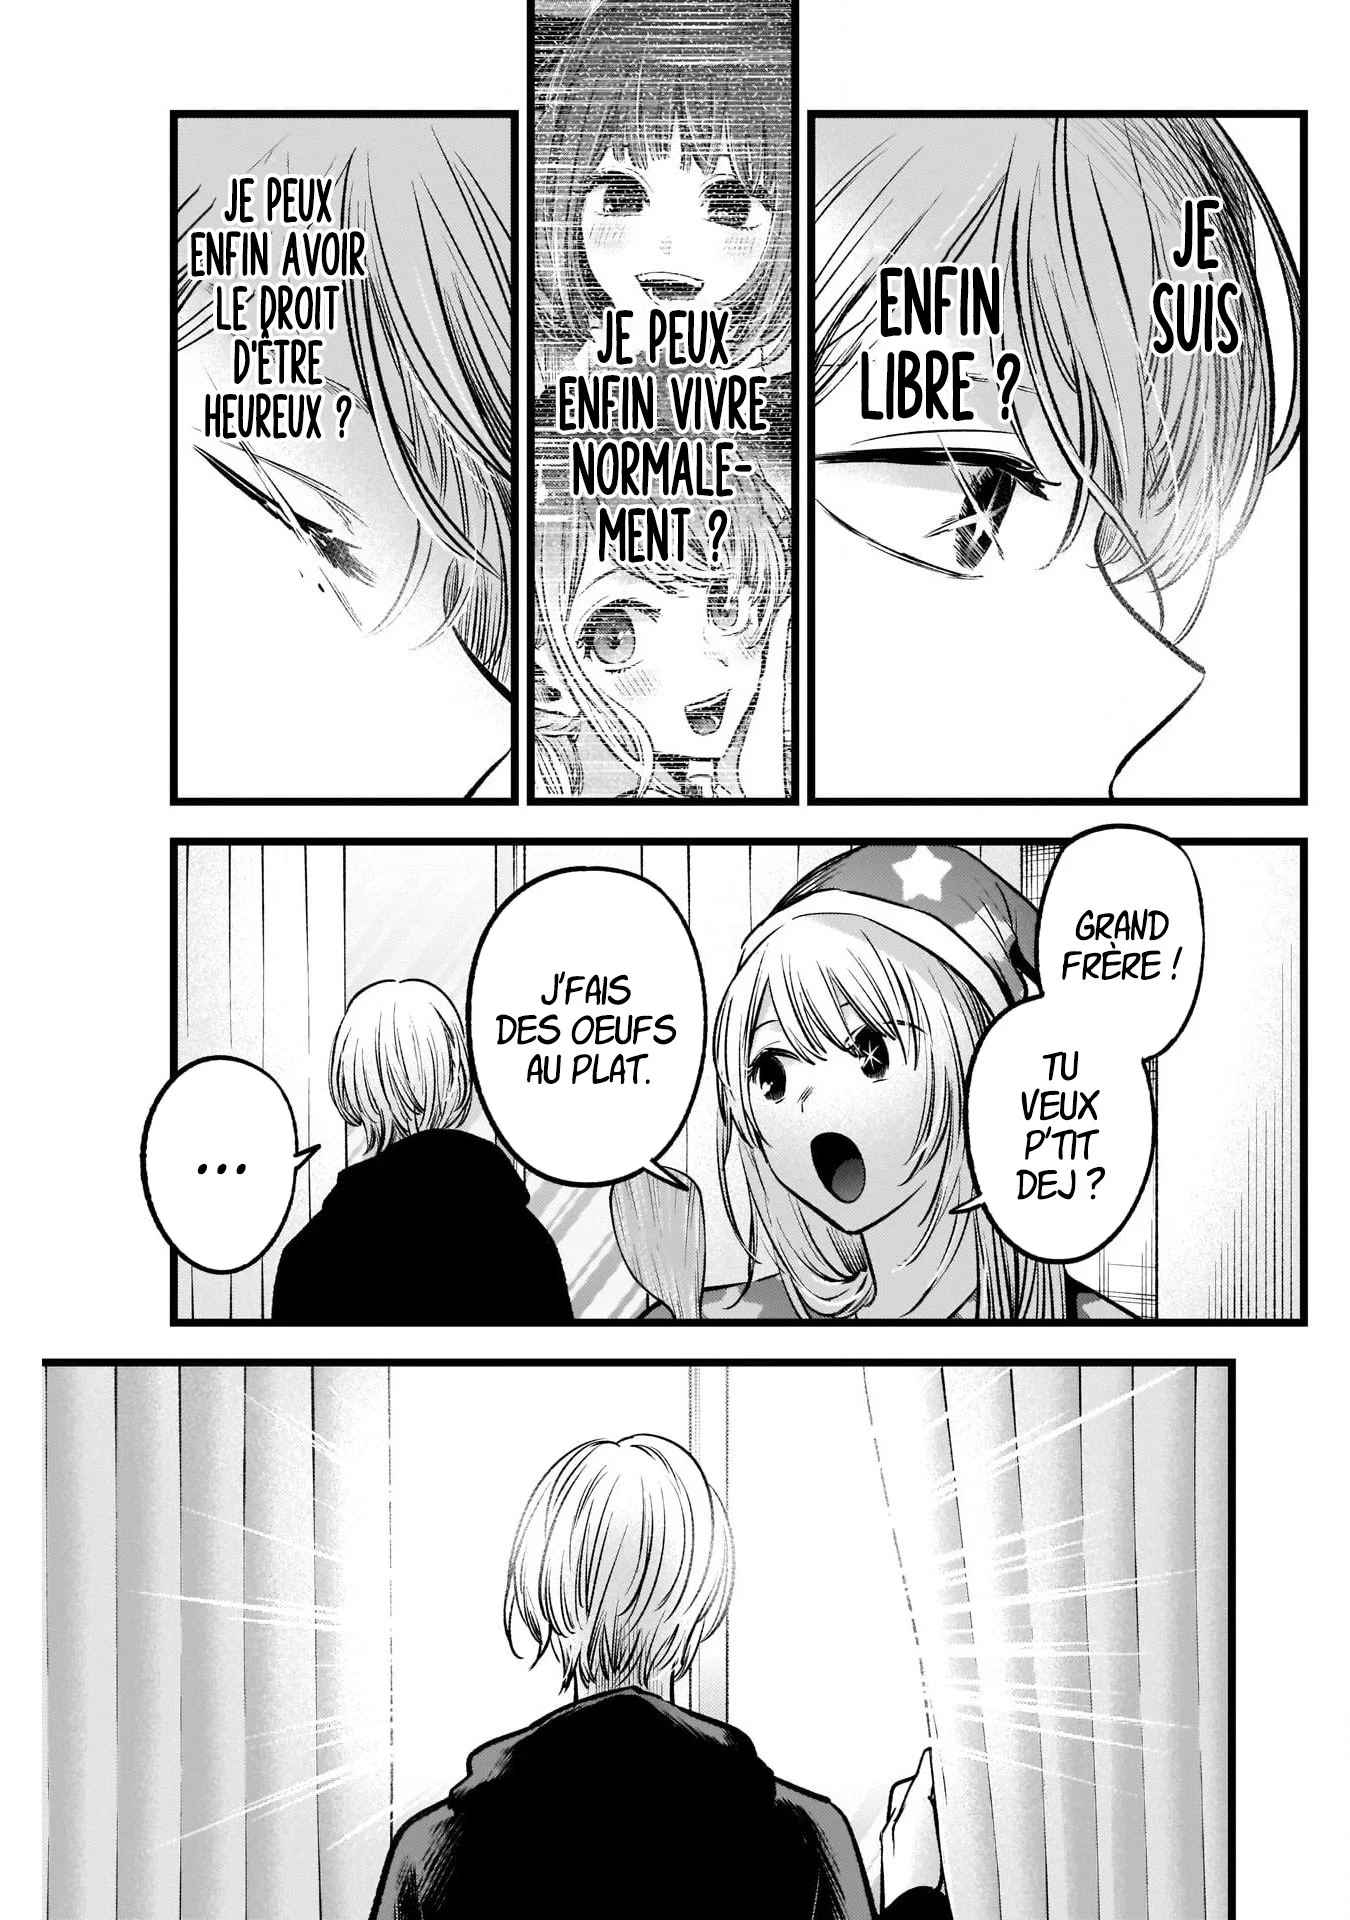 JE
SUIS
ENFIN
LIBRE ?
JE PEUX
ENFIN VIVRE
NORMALE-
MENT ?
JE PEUX
ENFIN AVOIR
LE DROIT
D'ÊTRE
HEUREUX ?
GRAND
FRÈRE !
TU
VEUX
P'TIT
DEJ ?
J'FAIS
DES OEUFS
AU PLAT.
...